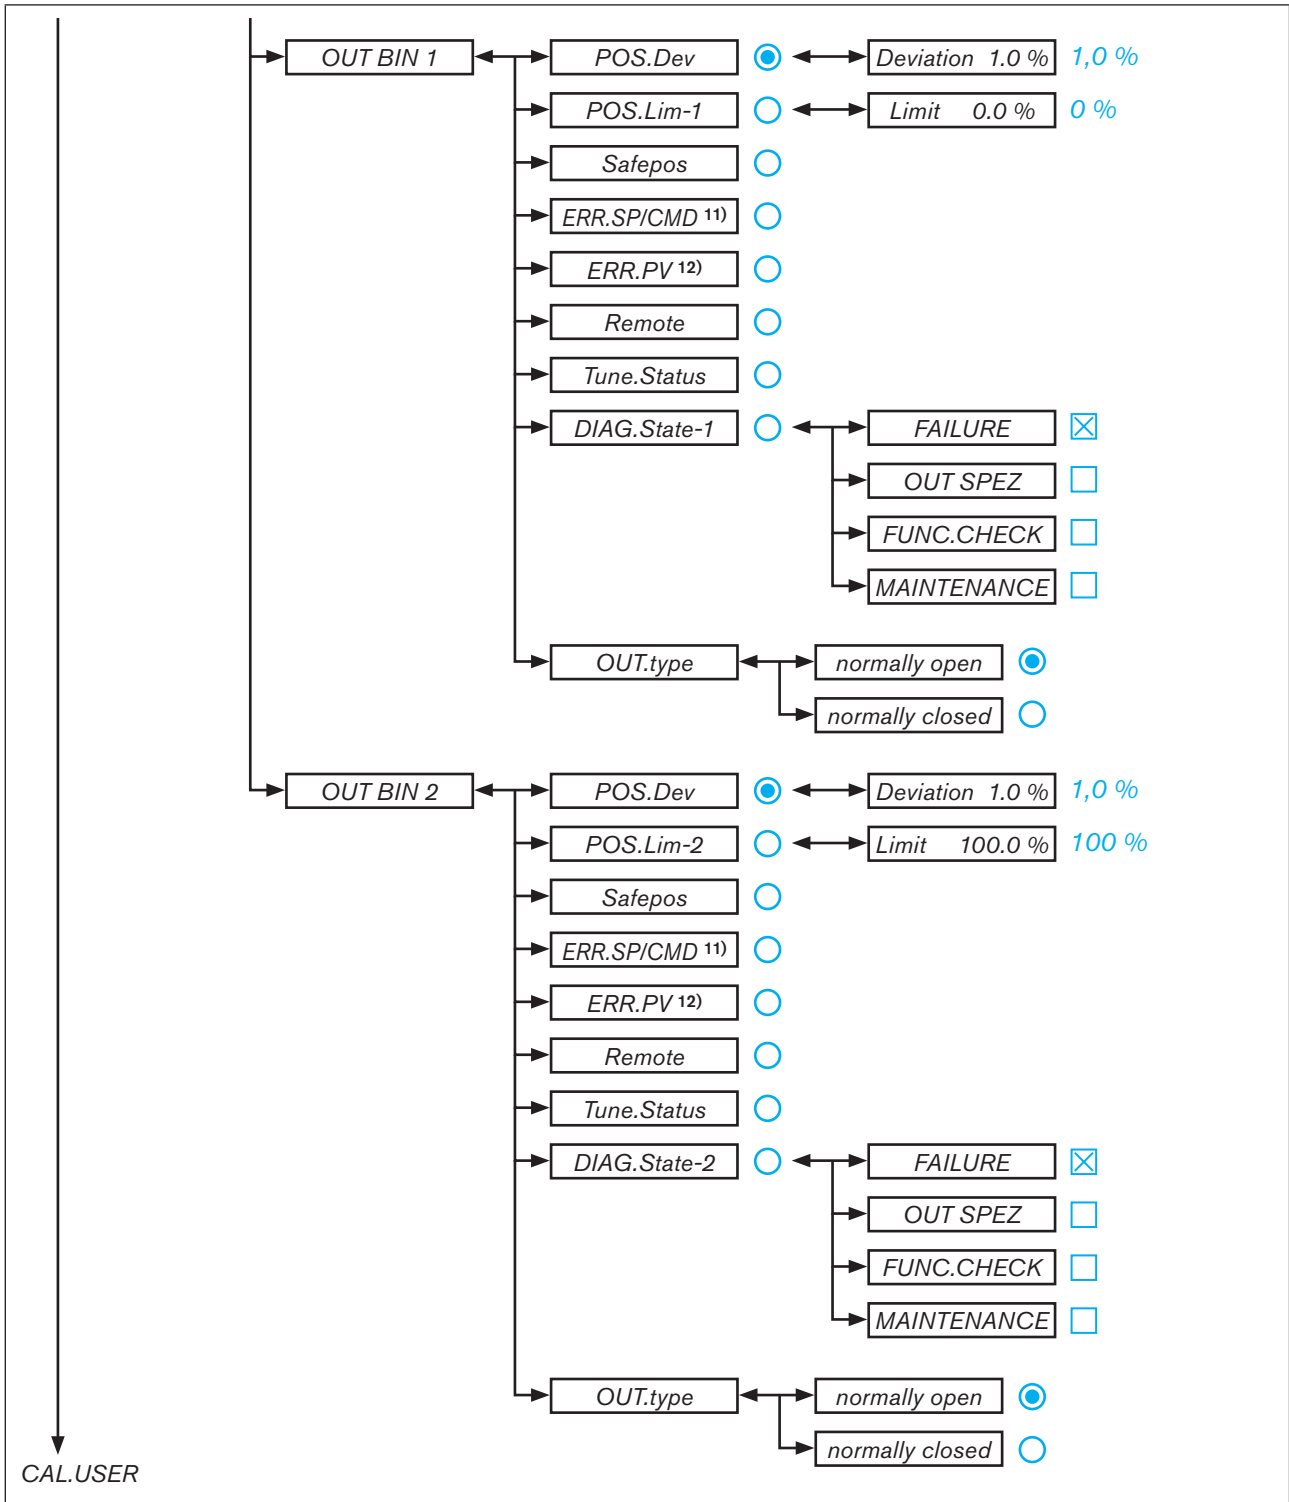 OUT BIN 1 POS.Dev Deviation 1.0 % 1,0 %
POS.Lim-1 Limit 0.0 % 0 %
Safepos
ERR.SP/CMD 11)
ERR.PV 12)
Remote
Tune.Status
DIAG.State-1 FAILURE
OUT SPEZ
FUNC.CHECK
MAINTENANCE
OUT.type normally open
normally closed
OUT BIN 2 POS.Dev Deviation 1.0 % 1,0 %
POS.Lim-2 Limit 100.0 % 100 %
Safepos
ERR.SP/CMD 11)
ERR.PV 12)
Remote
Tune.Status
DIAG.State-2 FAILURE
OUT SPEZ
FUNC.CHECK
MAINTENANCE
OUT.type normally open
normally closed
CAL.USER